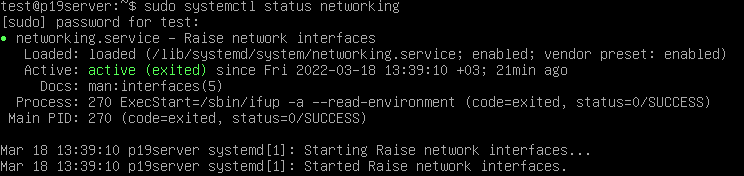 test@p19server:~$ sudo systemctl status networking
[sudo] password for test:
● networking.service - Raise network interfaces
Loaded: loaded (/lib/systemd/system/networking.service; enabled; vendor preset: enabled)
Active: active (exited) since Fri 2022-03-18 13:39:10 +03; 21min ago
Docs: man:interfaces(5)
Process: 270 ExecStart=/sbin/ifup -a --read-environment (code=exited, status=0/SUCCESS)
Main PID: 270 (code=exited, status=0/SUCCESS)
Mar 18 13:39:10 p19server systemd[1]: Starting Raise network interfaces...
Mar 18 13:39:10 p19server systemd[1]: Started Raise network interfaces.